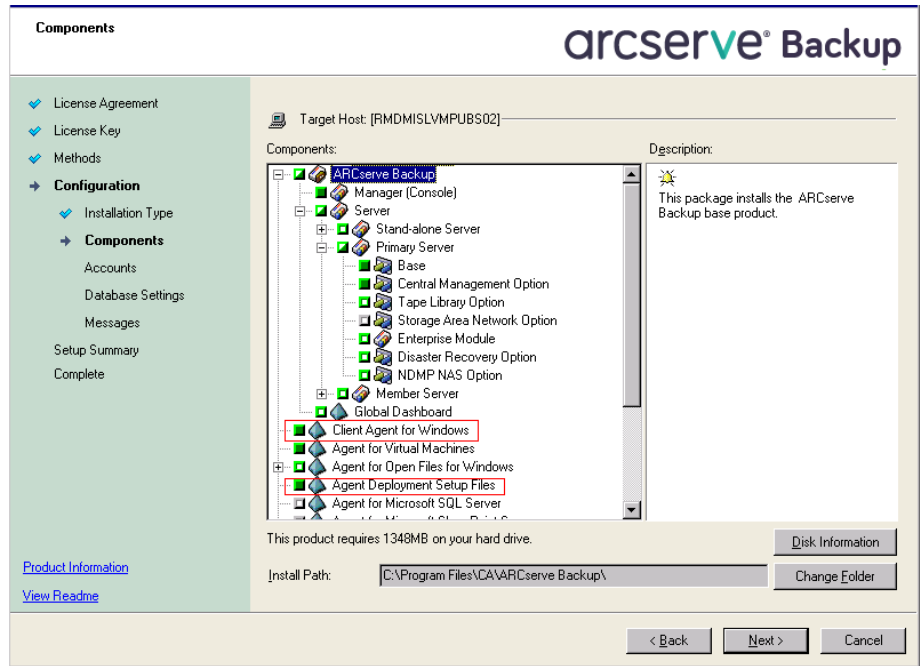 Components
arcserve® Backup
License Agreement
License Key
Methods
Configuration
Installation Type
Components
Accounts
Database Settings
Messages
Setup Summary
Complete
Product Information
View Readme
Target Host: [RMDMISLVMPUBS02]
Components:
ARCserve Backup
Manager (Console)
Server
Stand-alone Server
Primary Server
Base
Central Management Option
Tape Library Option
Storage Area Network Option
Enterprise Module
Disaster Recovery Option
NDMP NAS Option
Member Server
Global Dashboard
Client Agent for Windows
Agent for Virtual Machines
Agent for Open Files for Windows
Agent Deployment Setup Files
Agent for Microsoft SQL Server
Description:
This package installs the ARCserve
Backup base product.
This product requires 1348MB on your hard drive.
Disk Information
Install Path:
C:\Program Files\CA\ARCserve Backup\
Change Folder
< Back
Next >
Cancel